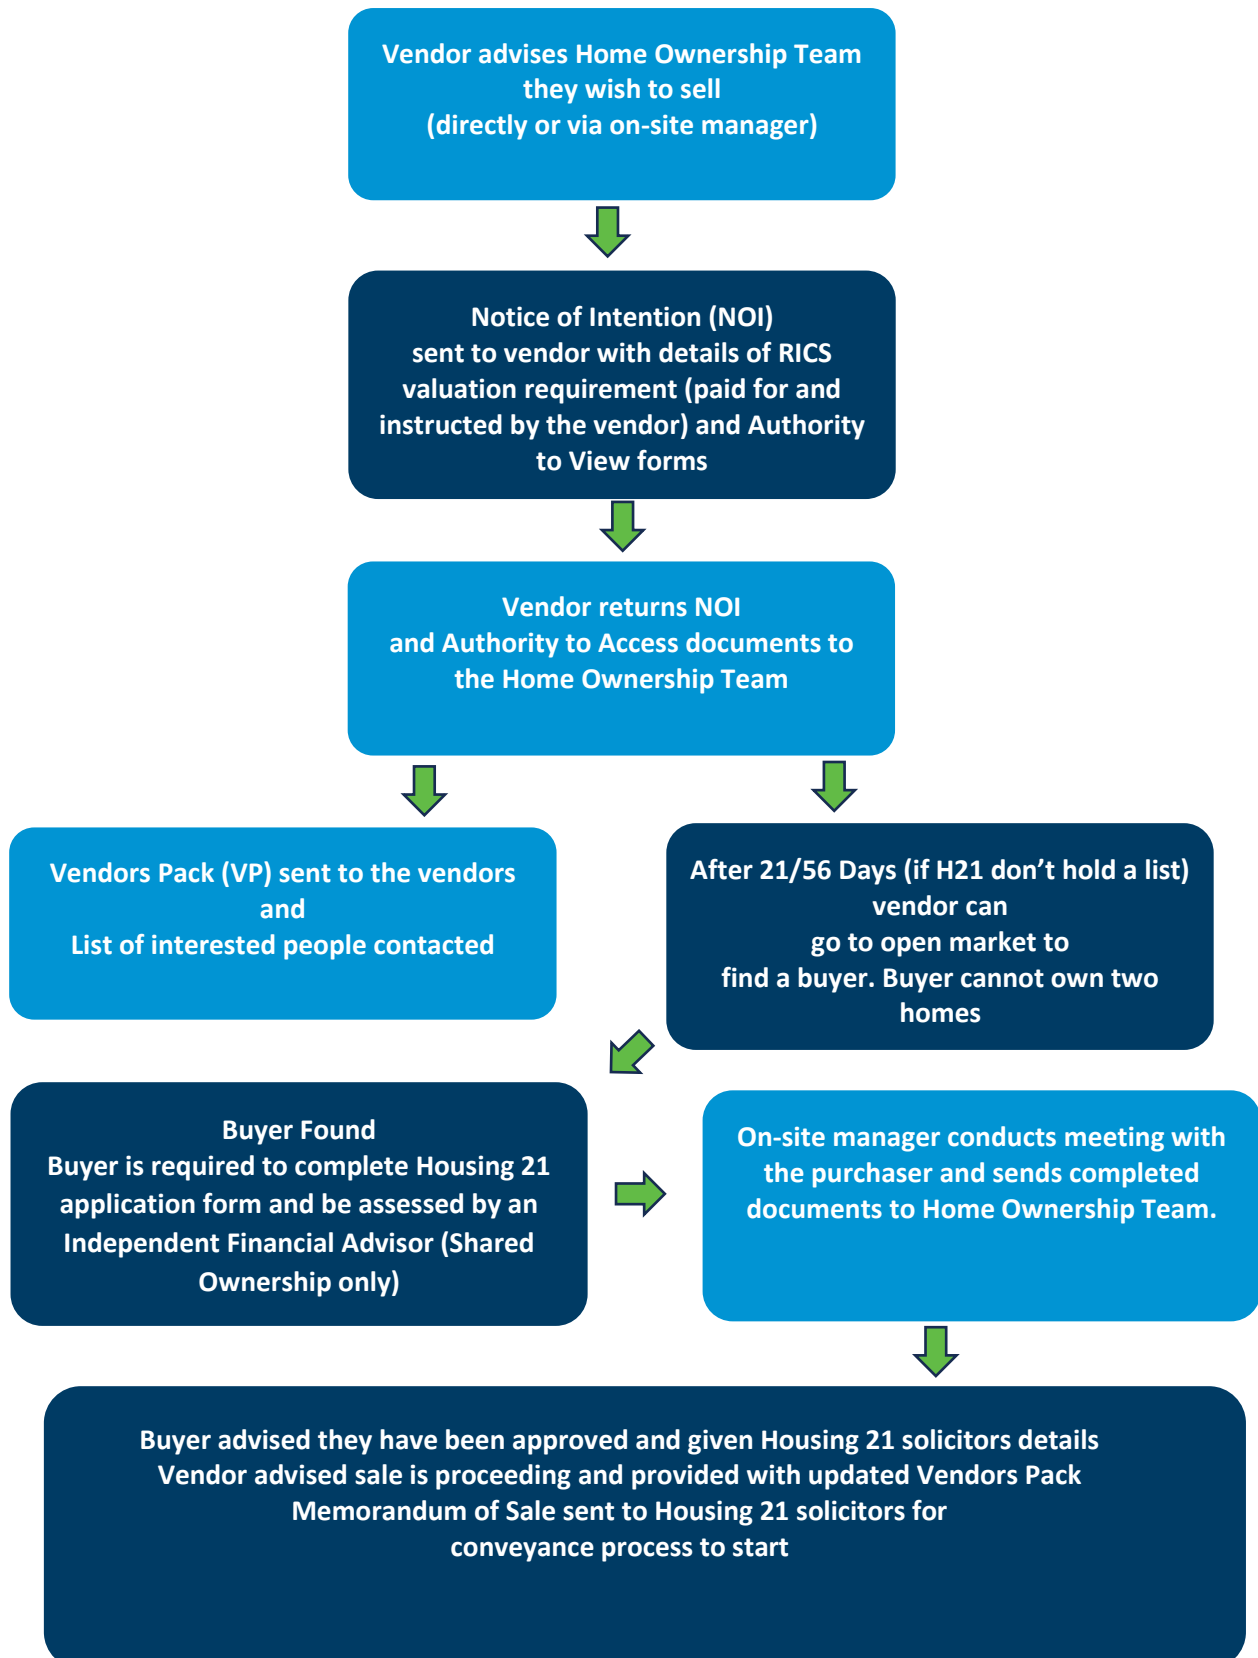 Vendor advises Home Ownership Team
they wish to sell
(directly or via on-site manager)
Notice of Intention (NOI)
sent to vendor with details of RICS
valuation requirement (paid for and
instructed by the vendor) and Authority
to View forms
Vendor returns NOI
and Authority to Access documents to
the Home Ownership Team
Vendors Pack (VP) sent to the vendors
and
List of interested people contacted
After 21/56 Days (if H21 don’t hold a list)
vendor can
go to open market to
find a buyer. Buyer cannot own two
homes
Buyer Found
Buyer is required to complete Housing 21
application form and be assessed by an
Independent Financial Advisor (Shared
Ownership only)
On-site manager conducts meeting with
the purchaser and sends completed
documents to Home Ownership Team.
Buyer advised they have been approved and given Housing 21 solicitors details
Vendor advised sale is proceeding and provided with updated Vendors Pack
Memorandum of Sale sent to Housing 21 solicitors for
conveyance process to start